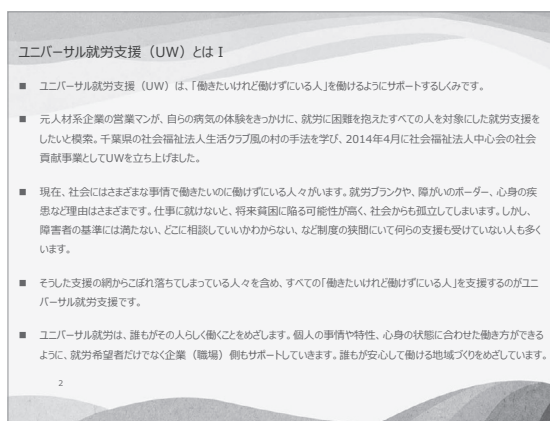 ユニバーサル就労支援（UW）とは I
■ ユニバーサル就労支援（UW）は、「働きたいけれど働けずにいる人」を働けるようにサポートするしくみです。
■ 元人材系企業の営業マンが、自らの病気の体験をきっかけに、就労に困難を抱えたすべての人を対象にした就労支援を
したいと模索。千葉県の社会福祉法人生活クラブ風の村の手法を学び、2014年4月に社会福祉法人中心会の社会
貢献事業としてUWを立ち上げました。
■ 現在、社会にはさまざまな事情で働きたいのに働けずにいる人々がいます。就労ブランクや、障がいのボーダー、心身の疾
患など理由はさまざまです。仕事に就けないと、将来貧困に陥る可能性が高く、社会からも孤立してしまいます。しかし、
障害者の基準には満たない、どこに相談していいかわからない、など制度の狭間にいて何らの支援も受けていない人も多く
います。
■ そうした支援の網からこぼれ落ちてしまっている人々を含め、すべての「働きたいけれど働けずにいる人」を支援するのがユニ
バーサル就労支援です。
■ ユニバーサル就労は、誰もがその人らしく働くことをめざします。個人の事情や特性、心身の状態に合わせた働き方ができる
ように、就労希望者だけでなく企業（職場）側もサポートしていきます。誰もが安心して働ける地域づくりをめざしています。
2